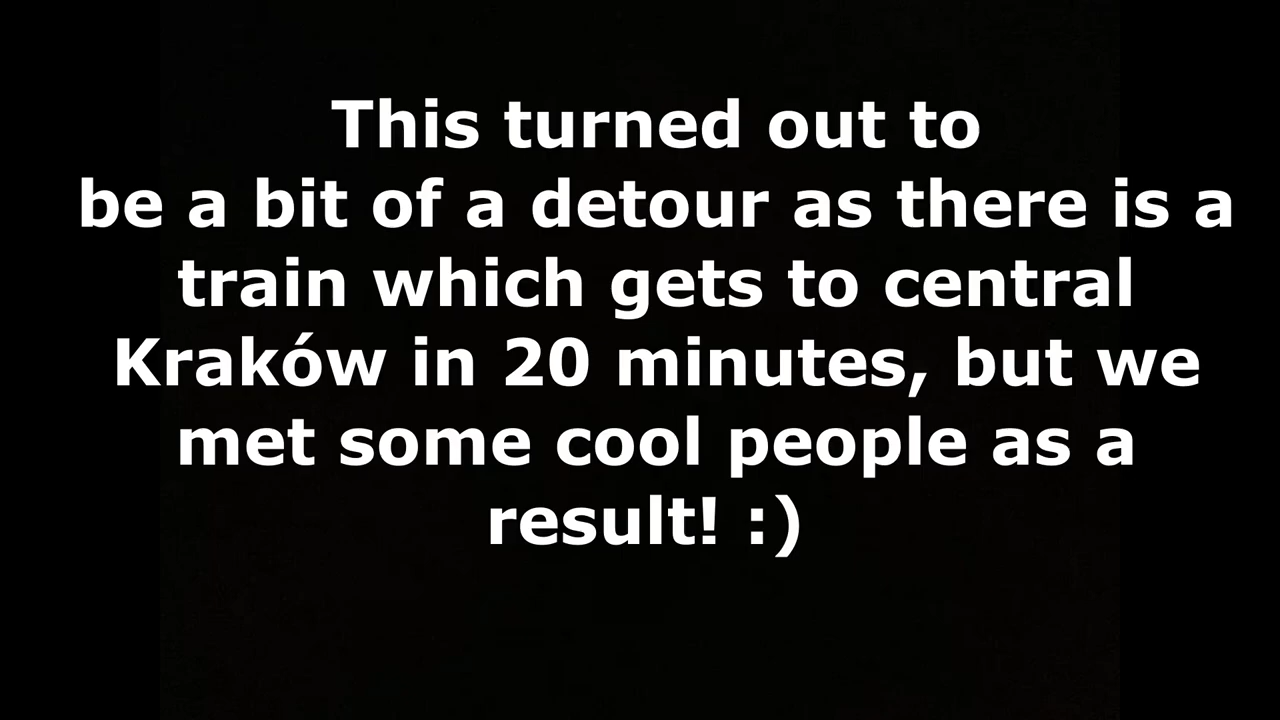 This turned out to
be a bit of a detour as there is a
train which gets to central
Kraków in 20 minutes, but we
met some cool people as a
result! :)